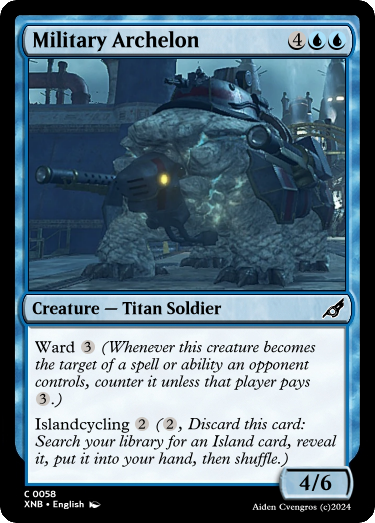 Military Archelon 4
Creature — Titan Soldier
Ward 3 (Whenever this creature becomes
the target of a spell or ability an opponent
controls, counter it unless that player pays
3.)
Islandcycling 2 (2, Discard this card:
Search your library for an Island card, reveal
it, put it into your hand, then shuffle.)
4/6
C 0058
XNB • English
Aiden Cvengros (c)2024